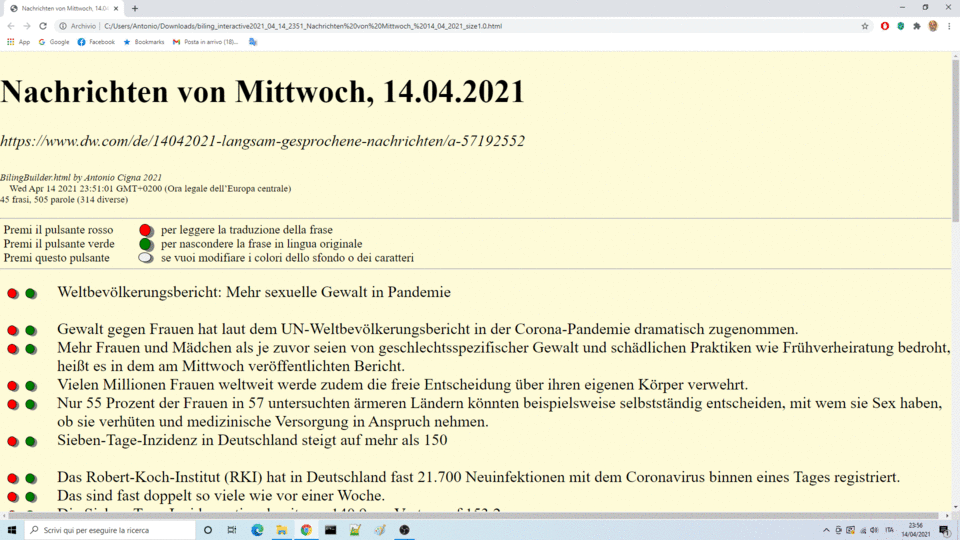 Nachrichten von Mittwoch, 14.04
Archivio
C:/Users/Antonio/Downloads/biling_interactive2021_04_14_2351_Nachrichten%20von%20Mittwoch_%2014_04_2021_size1.0.html
App Google Facebook Bookmarks Posta in arrivo (18)...
Nachrichten von Mittwoch, 14.04.2021
https://www.dw.com/de/14042021-langsam-gesprochene-nachrichten/a-57192552
BilingBuilder.html by Antonio Cigna 2021
Wed Apr 14 2021 23:51:01 GMT+0200 (Ora legale dell’Europa centrale)
45 frasi, 505 parole (314 diverse)
Premi il pulsante rosso per leggere la traduzione della frase
Premi il pulsante verde per nascondere la frase in lingua originale
Premi questo pulsante se vuoi modifiare i colori dello sfondo o dei caratteri
Weltbevölkerungsbericht: Mehr sexuelle Gewalt in Pandemie
Gewalt gegen Frauen hat laut dem UN-Weltbevölkerungsbericht in der Corona-Pandemie dramatisch zugenommen.
Mehr Frauen und Mädchen als je zuvor seien von geschlechtsspezifischer Gewalt und schädlichen Praktiken wie Frühverheiratung bedroht,
heißt es in dem am Mittwoch veröffentlichten Bericht.
Vielen Millionen Frauen weltweit werde zudem die freie Entscheidung über ihren eigenen Körper verwehrt.
Nur 55 Prozent der Frauen in 57 untersuchten ärmeren Ländern könnten beispielsweise selbstständig entscheiden, mit wem sie Sex haben,
ob sie verhüten und medizinische Versorgung in Anspruch nehmen.
Sieben-Tage-Inzidenz in Deutschland steigt auf mehr als 150
Das Robert-Koch-Institut (RKI) hat in Deutschland fast 21.700 Neuinfektionen mit dem Coronavirus binnen eines Tages registriert.
Das sind fast doppelt so viele wie vor einer Woche.
Scrivi qui per eseguire la ricerca
ITA
23:56
14/04/2021